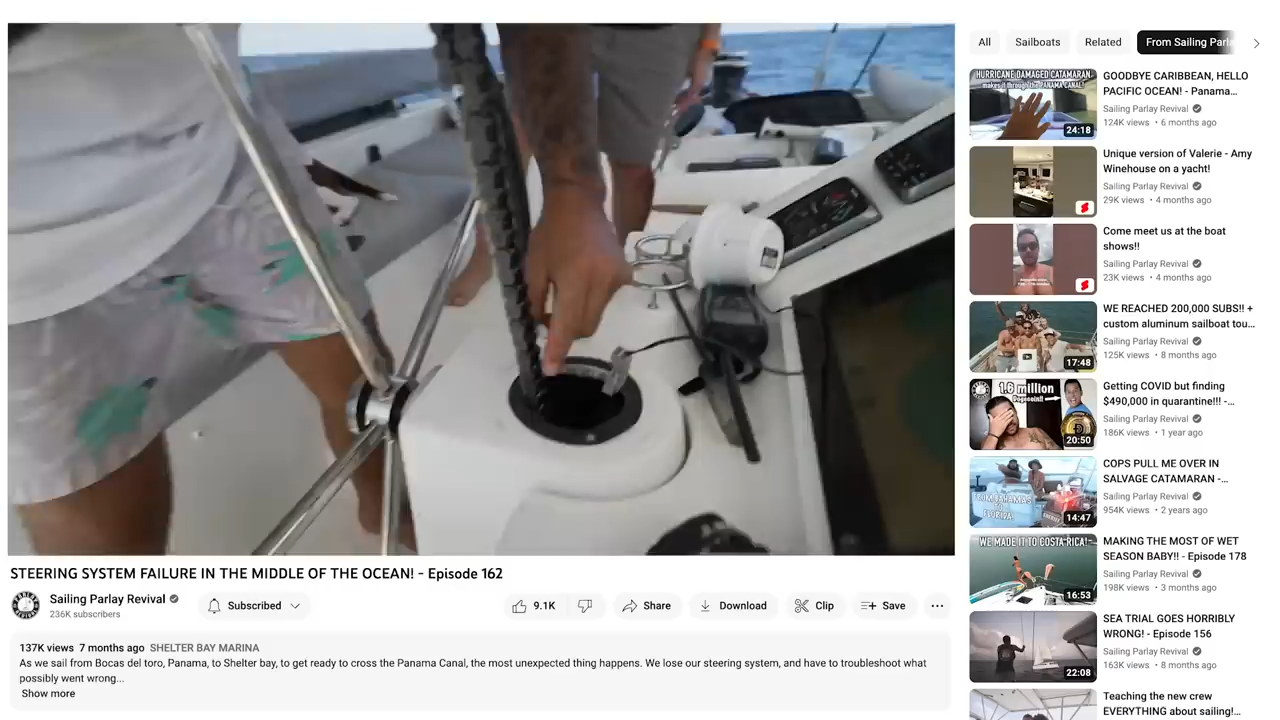 STEERING SYSTEM FAILURE IN THE MIDDLE OF THE OCEAN! - Episode 162
Sailing Parlay Revival
236K subscribers
Subscribed
9.1K
Share
Download
Clip
Save
137K views 7 months ago SHELTER BAY MARINA
As we sail from Bocas del toro, Panama, to Shelter bay, to get ready to cross the Panama Canal, the most unexpected thing happens. We lose our steering system, and have to troubleshoot what
possibly went wrong...
Show more
All
Sailboats
Related
From Sailing Parla
HURRICANE DAMAGED CATAMARAN
makes it through the PANAMA CANAL!
24:18
GOODBYE CARIBBEAN, HELLO
PACIFIC OCEAN! - Panama...
Sailing Parlay Revival
124K views • 6 months ago
Unique version of Valerie - Amy
Winehouse on a yacht!
Sailing Parlay Revival
29K views • 4 months ago
Come meet us at the boat
shows!!
Sailing Parlay Revival
23K views • 4 months ago
17:48
WE REACHED 200,000 SUBS!! +
custom aluminum sailboat tou...
Sailing Parlay Revival
125K views • 8 months ago
1.6 million
Dogecoin!!
20:50
Getting COVID but finding
$490,000 in quarantine!!! -...
Sailing Parlay Revival
186K views • 1 year ago
FROM BAHAMAS
TO
FLORIDA!
14:47
COPS PULL ME OVER IN
SALVAGE CATAMARAN -...
Sailing Parlay Revival
954K views • 2 years ago
WE MADE IT TO COSTA RICA!
16:53
MAKING THE MOST OF WET
SEASON BABY!! - Episode 178
Sailing Parlay Revival
198K views • 3 months ago
22:08
SEA TRIAL GOES HORRIBLY
WRONG! - Episode 156
Sailing Parlay Revival
163K views • 8 months ago
Teaching the new crew
EVERYTHING about sailing!...